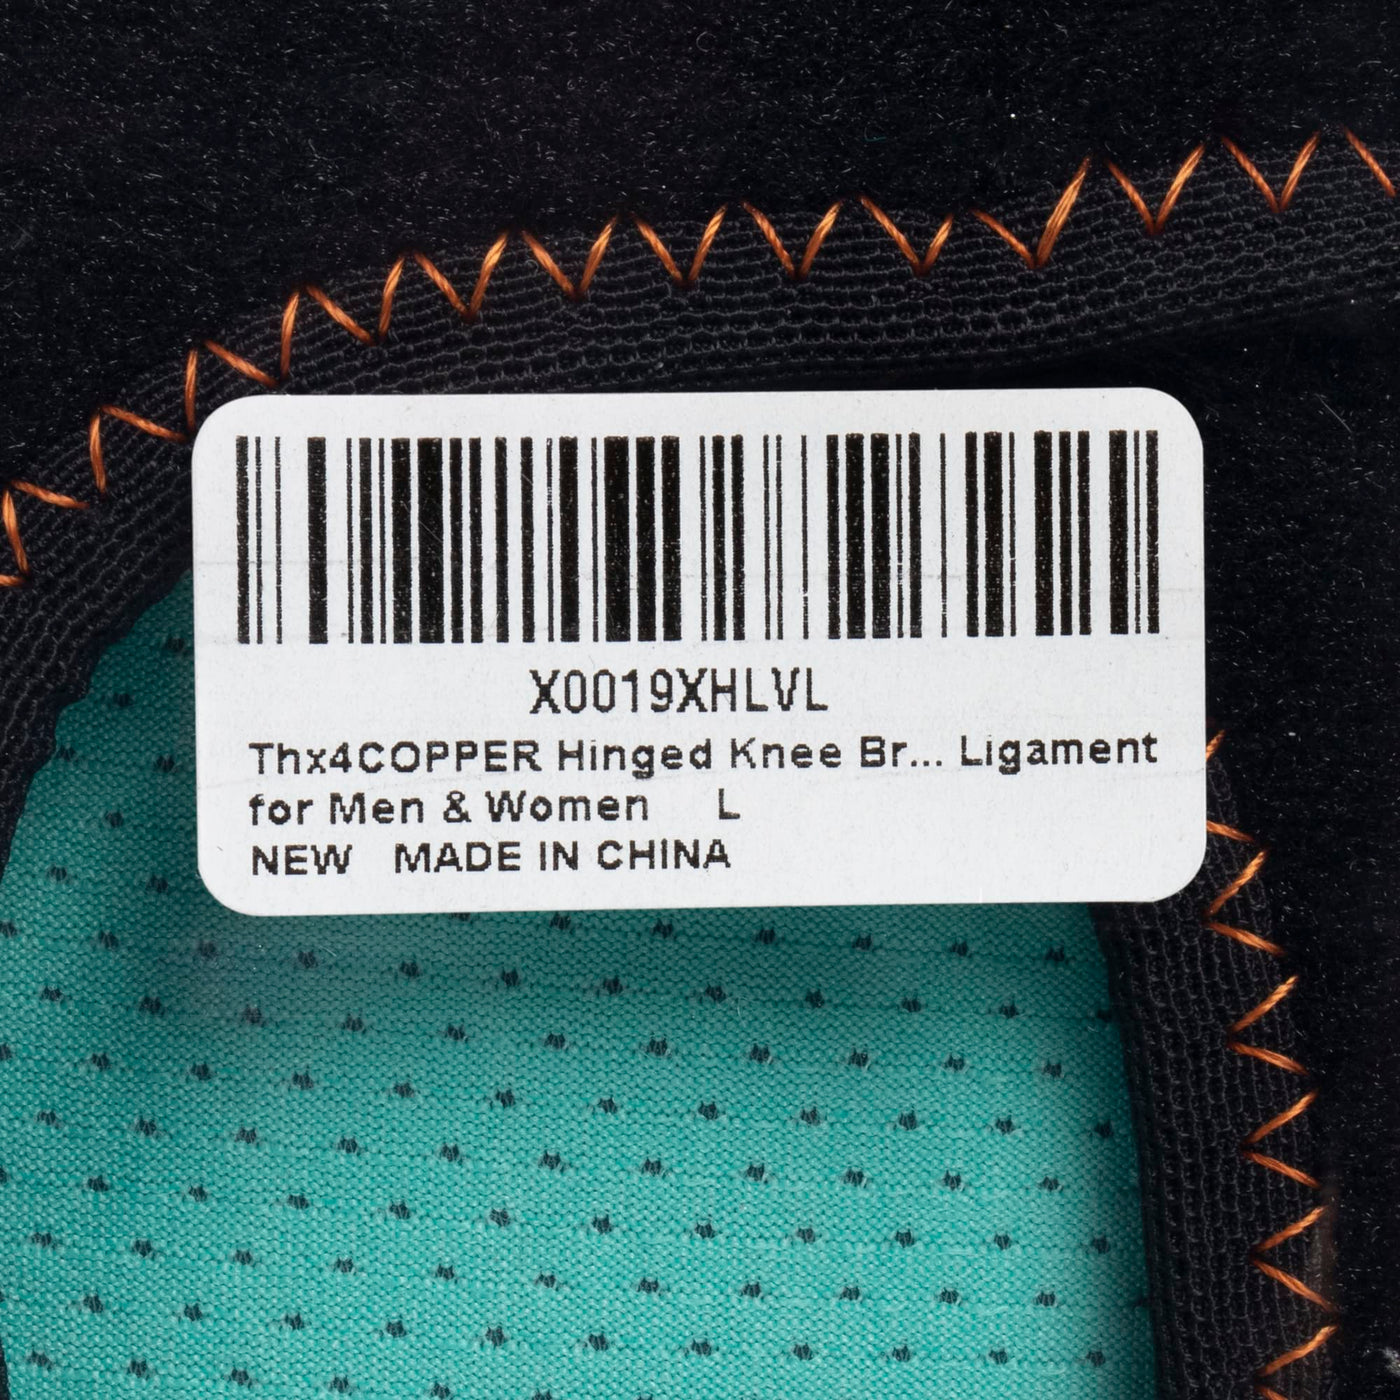 X0019XHLVL
Thx4COPPER Hinged Knee Br... Ligament
for Men & Women L
NEW MADE IN CHINA